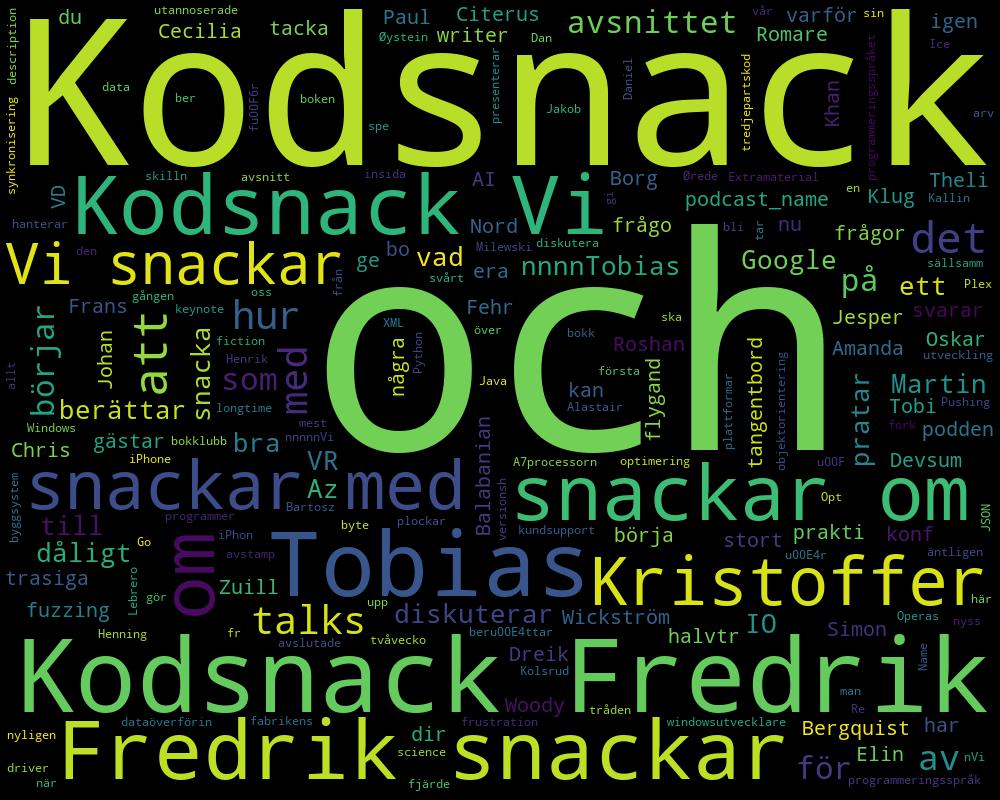 utannoserade
du
Cecilia
tacka
Paul
Citerus
Øystein
writer
Dan
avsnittet
vår
varför
sin
Romare
igen
Ice
Kodsnack
description
synkronisering
data
ber
fu00F6r
boken
spe
presenterar
Jakob
Daniel
tredjepartskod
Khan
programmeringsspråket
arv
VD
skilln
avsnitt
insida
AI
gi
Borg
Ørede
Extramaterial
en
Klug
Theli
Kallin
Kodsnack Vi
podcast_name
hanterar
Nord
frågo
bli
tar
nu
frågor
det
Vi snackar
den
från
ge
bo
vad
Milewski
diskutera
svårt
era
nnnnTobias
Google
sällsamm
på
ett
Plex
gången
oss
Frans
keynote
hur
Fehr
ska
Jesper
svarar
börjar
Johan
att
snacka
fiction
Henrik
med
och
XML
några
Python
över
bokk
Roshan
Amanda
Oskar
utveckling
allt
som
Java
första
kan
Alastair
flygand
plattformar
tangentbord
objektorientering
pratar
Martin
Tobi
Pushing
berättar
longtime
mest
nnnnnVi
Windows
fork
podden
Chris
gästar
bokklubb
bra
iPhone
VR
Balabanian
A7processorn
optimering
u00F
Devsum
byggsystem
snackar med
Az
Bartosz
versionsh
snackar om
Opt
JSON
till
programmer
iPhon
byte
plockar
kundsupport
börja
stort
prakti
konf
dåligt
Go
om
avstamp
Tobias
u00E4r
äntligen
trasiga
Lebrero
Zuill
Kristoffer
här
fuzzing
gör
talks
upp
diskuterar
Wickström
IO
Operas
nyss
Henning
fr
avslutade
tvåvecko
beru00E4ttar
halvtr
Simon
Kodsnack Fredrik
Dreik
Kolsrud
Name
Woody
tråden
man
Re
dataöverförin
fabrikens
frustration
windowsutvecklare
Bergquist
har
nyligen
Fredrik snackar
dir
science
Elin
av
nVi
driver
när
fjärde
för
programmeringsspråk